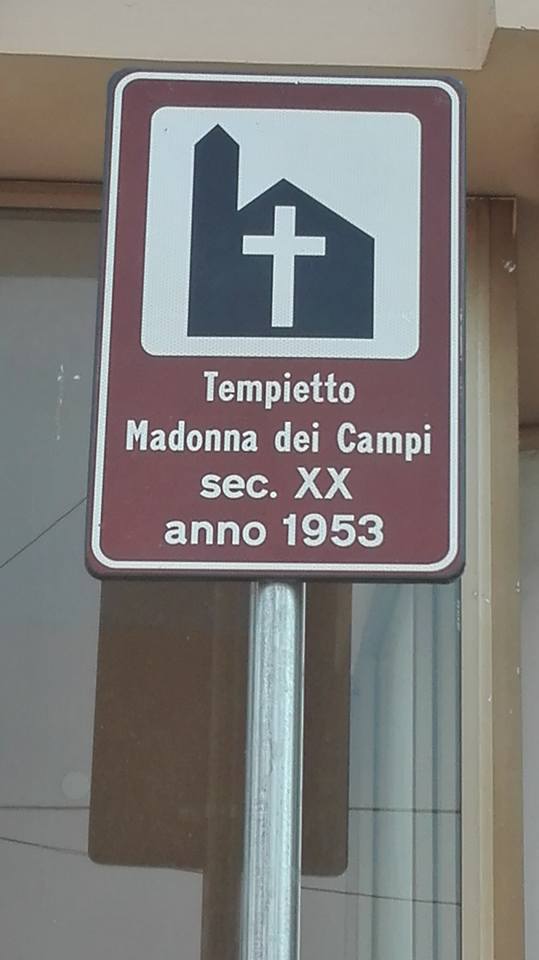 Tempietto
Madonna dei Campi
sec. XX
anno 1953